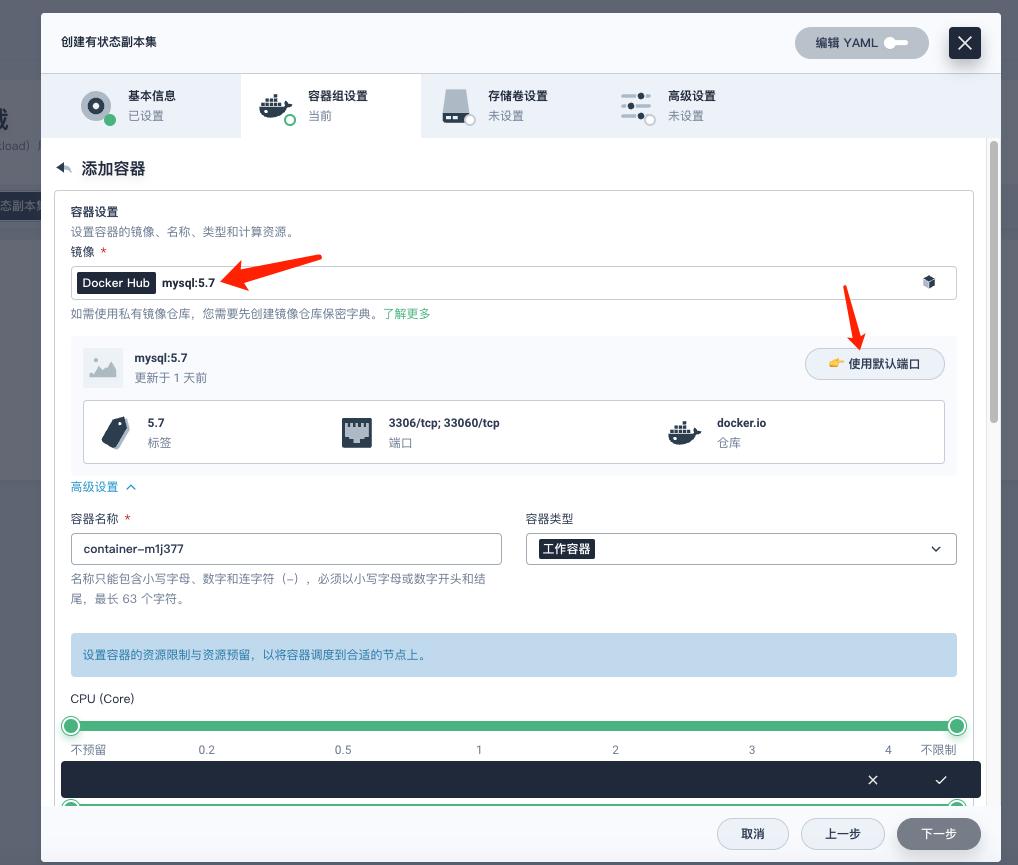 创建有状态副本集
编辑 YAML
基本信息
已设置
容器组设置
当前
存储卷设置
未设置
高级设置
未设置
load）
态副本集
添加容器
容器设置
设置容器的镜像、名称、类型和计算资源。
镜像 *
Docker Hub mysql:5.7
如需使用私有镜像仓库，您需要先创建镜像仓库保密字典。了解更多
mysql:5.7
更新于 1 天前
👉 使用默认端口
5.7
标签
3306/tcp; 33060/tcp
端口
docker.io
仓库
高级设置
容器名称 *
container-m1j377
名称只能包含小写字母、数字和连字符（-），必须以小写字母或数字开头和结
尾，最长 63 个字符。
容器类型
工作容器
设置容器的资源限制与资源预留，以将容器调度到合适的节点上。
CPU (Core)
不预留 0.2 0.5 1 2 3 4 不限制
取消 上一步 下一步